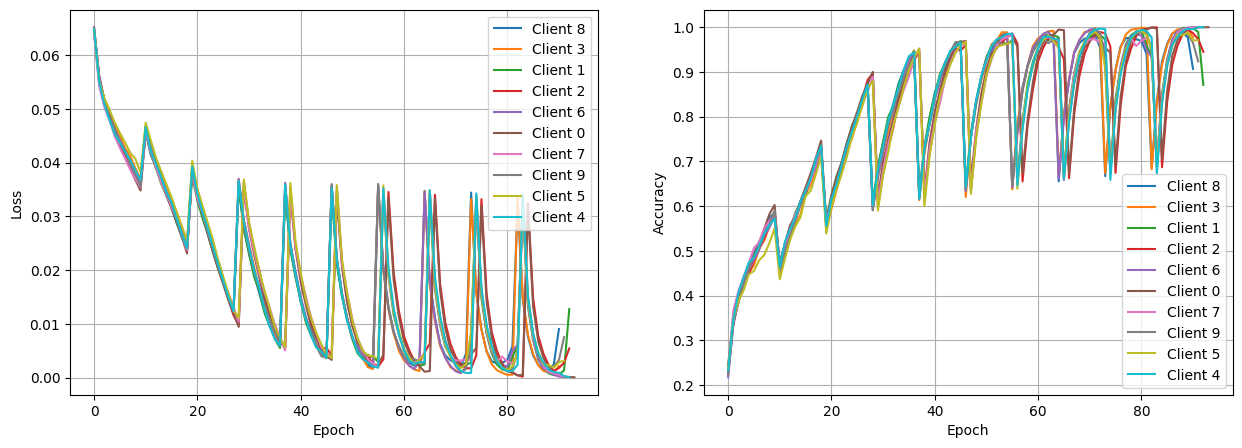 0.06
0.05
0.04
0.03
0.02
0.01
0.00
Loss
0 20 40 60 80
Epoch
Client 8
Client 3
Client 1
Client 2
Client 6
Client 0
Client 7
Client 9
Client 5
Client 4
1.0
0.9
0.8
0.7
0.6
0.5
0.4
0.3
0.2
Accuracy
0 20 40 60 80
Epoch
Client 8
Client 3
Client 1
Client 2
Client 6
Client 0
Client 7
Client 9
Client 5
Client 4